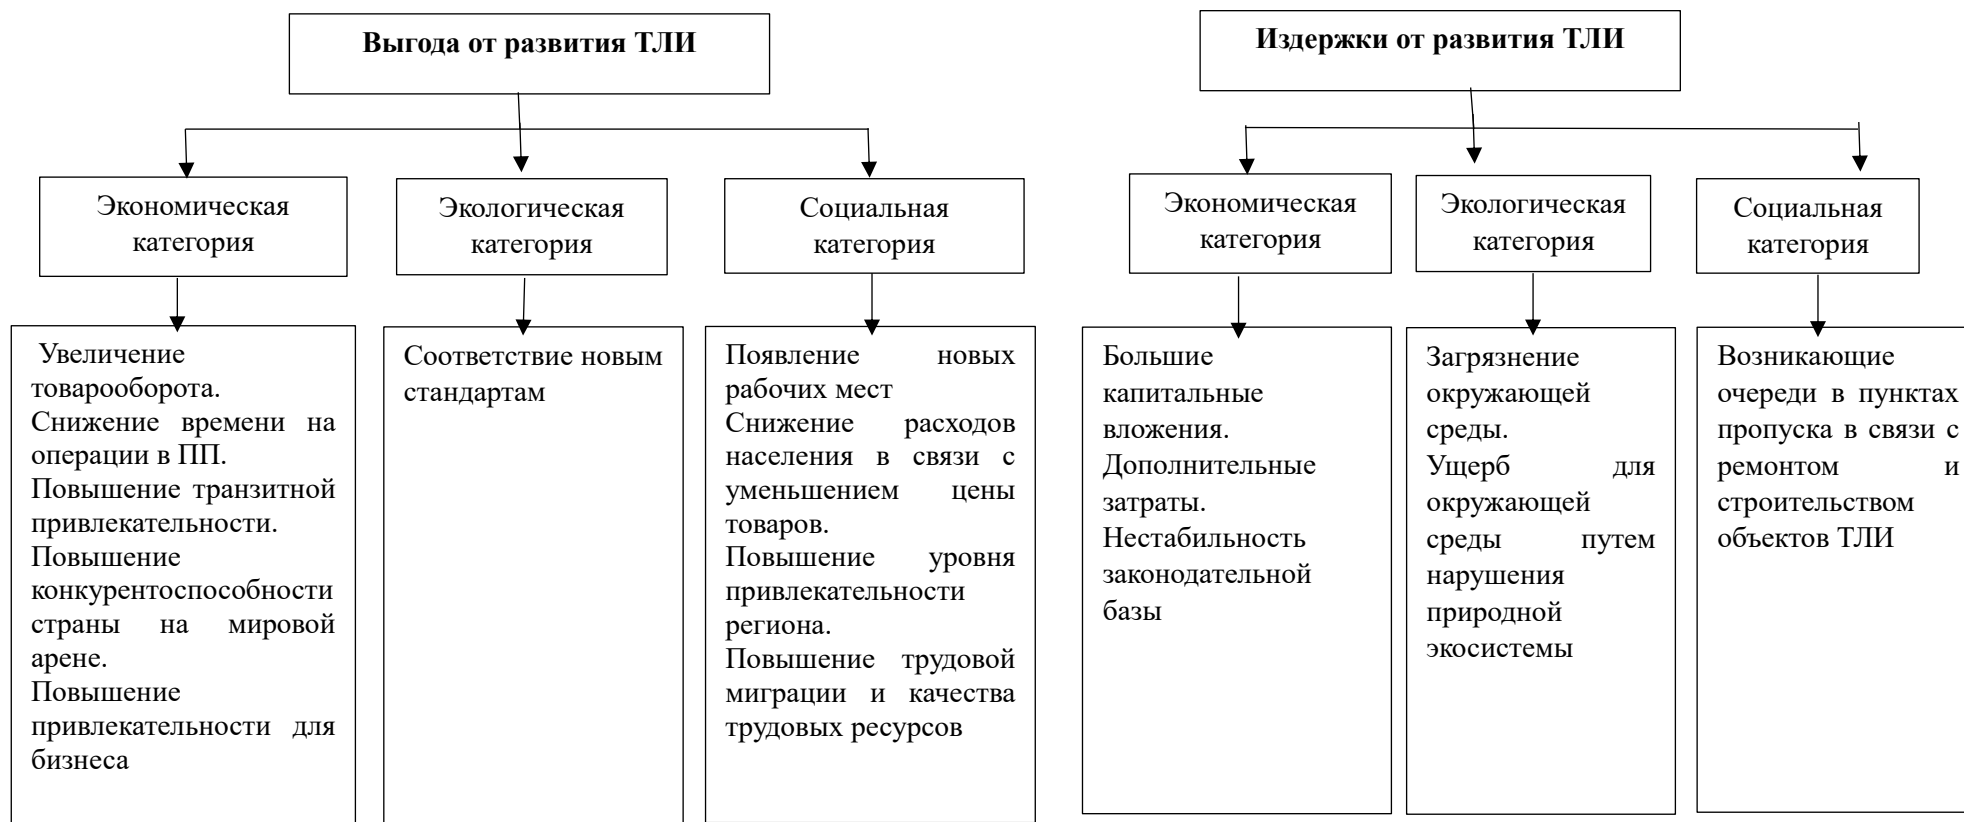 Выгода от развития ТЛИ
Экономическая
категория
Экологическая
категория
Социальная
категория
Увеличение
товарооборота.
Снижение времени на
операции в ПП.
Повышение транзитной
привлекательности.
Повышение
конкурентоспособности
страны на мировой
арене.
Повышение
привлекательности для
бизнеса
Соответствие новым
стандартам
Появление новых
рабочих мест
Снижение расходов
населения в связи с
уменьшением цены
товаров.
Повышение уровня
привлекательности
региона.
Повышение трудовой
миграции и качества
трудовых ресурсов
Издержки от развития ТЛИ
Экономическая
категория
Экологическая
категория
Социальная
категория
Большие
капитальные
вложения.
Дополнительные
затраты.
Нестабильность
законодательной
базы
Загрязнение
окружающей
среды.
Ущерб для
окружающей
среды путем
нарушения
природной
экосистемы
Возникающие
очереди в пунктах
пропуска в связи с
ремонтом и
строительством
объектов ТЛИ